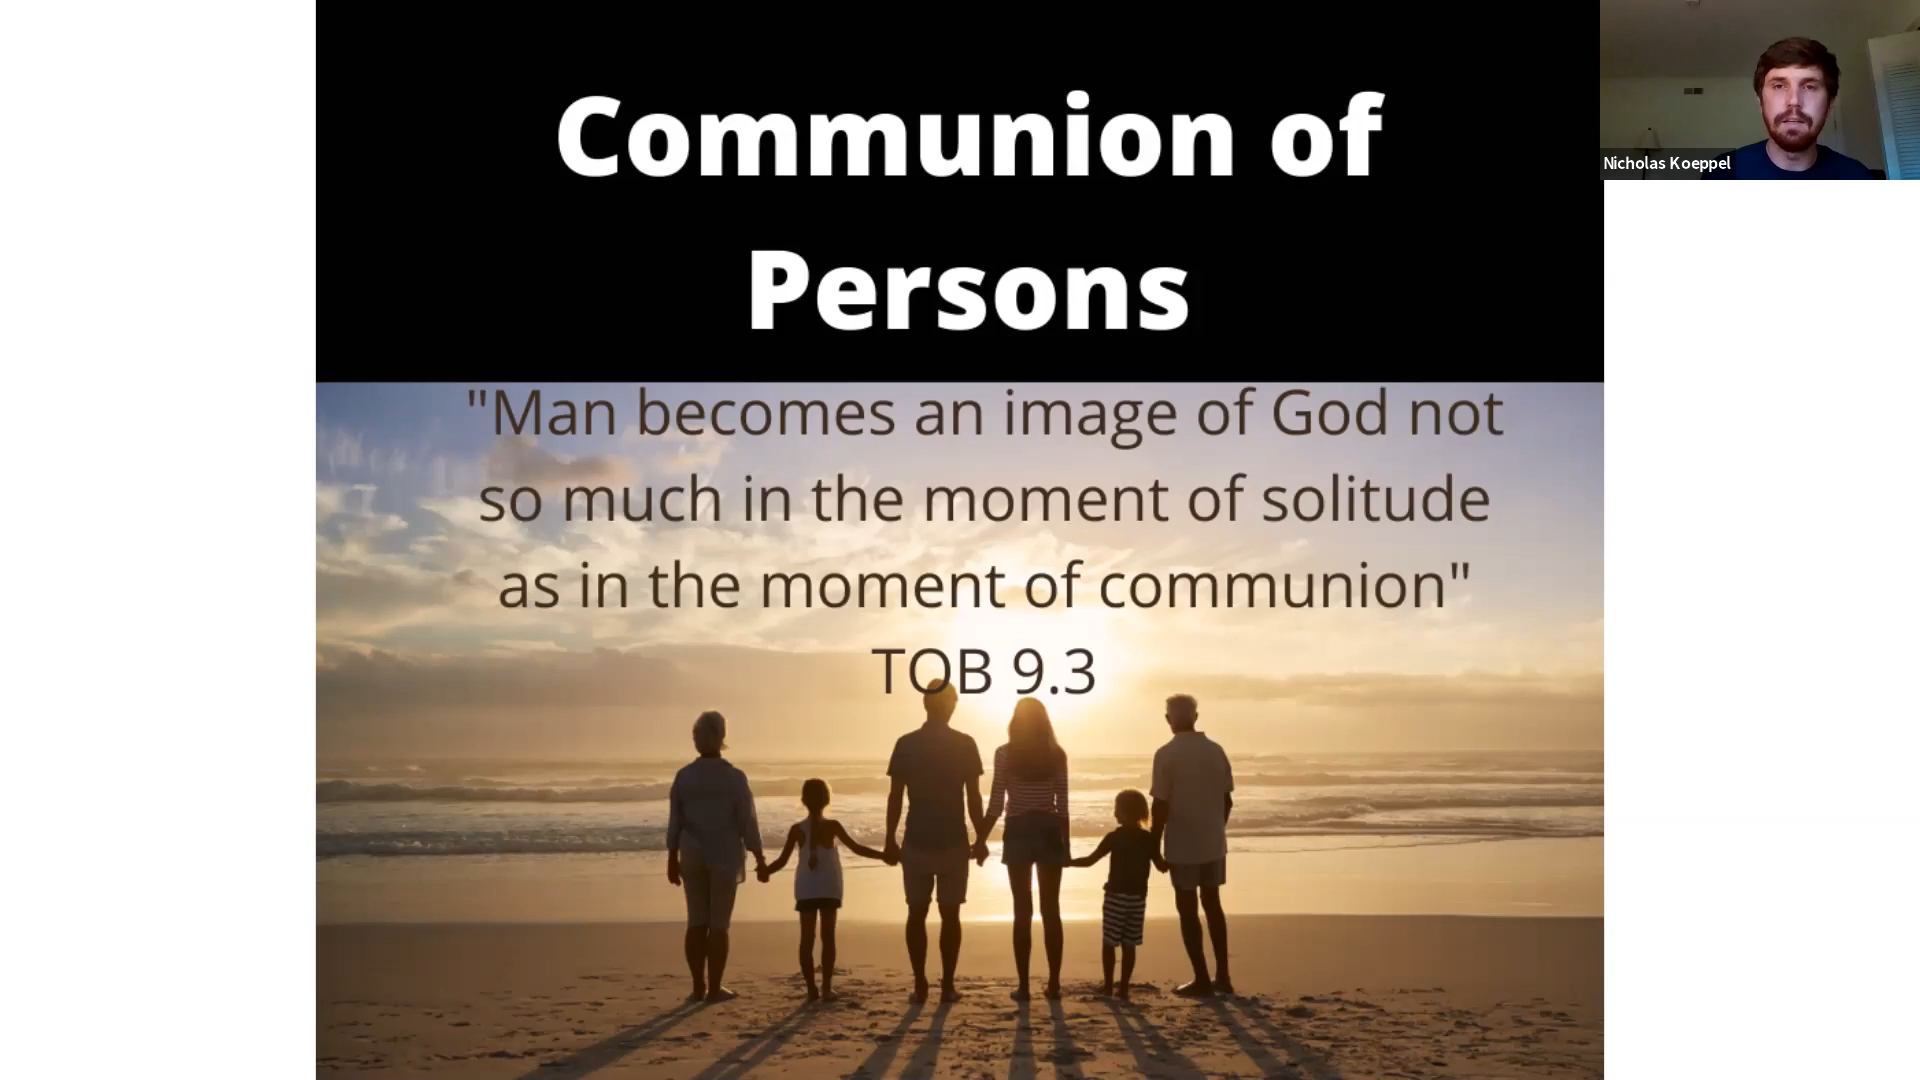 Communion of
Persons
"Man becomes an image of God not
so much in the moment of solitude
as in the moment of communion"
TOB 9.3
Nicholas Koeppel